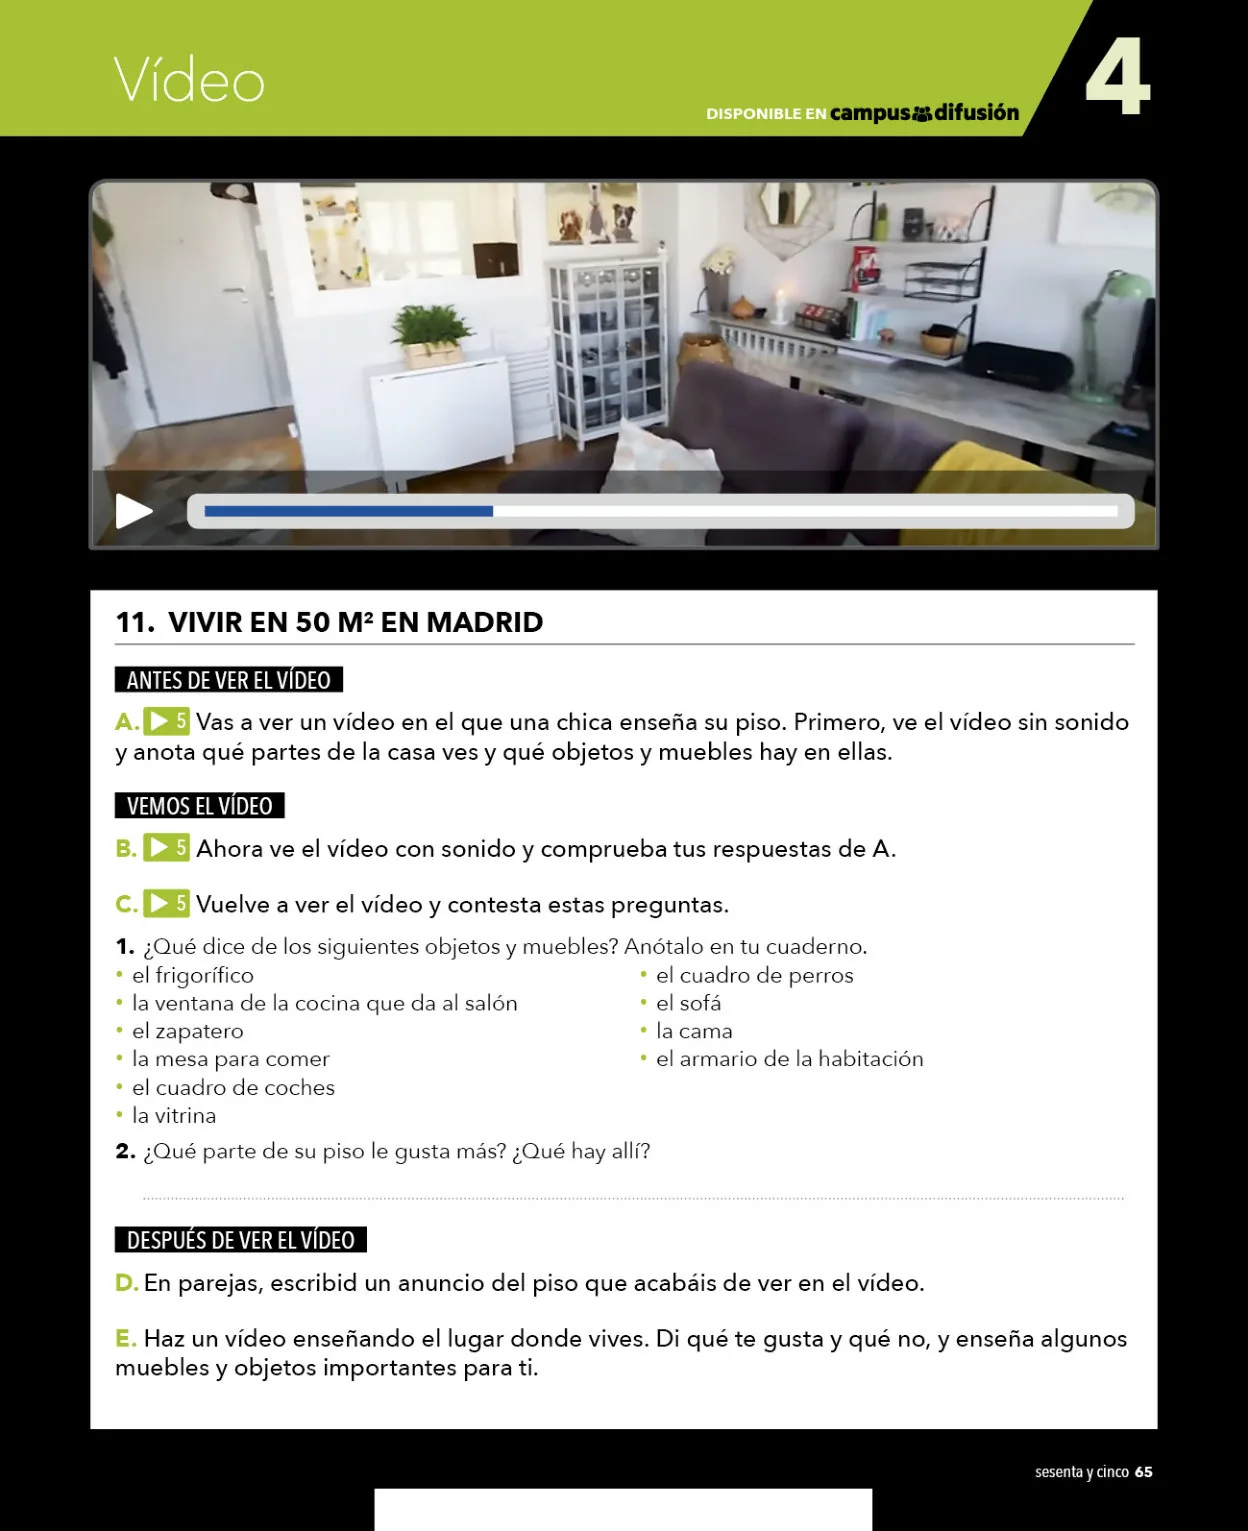 Vídeo
4
DISPONIBLE EN campus difusión
11. VIVIR EN 50 M² EN MADRID
ANTES DE VER EL VÍDEO
A. 5 Vas a ver un vídeo en el que una chica enseña su piso. Primero, ve el vídeo sin sonido
y anota qué partes de la casa ves y qué objetos y muebles hay en ellas.
VEMOS EL VÍDEO
B. 5 Ahora ve el vídeo con sonido y comprueba tus respuestas de A.
C. 5 Vuelve a ver el vídeo y contesta estas preguntas.
1. ¿Qué dice de los siguientes objetos y muebles? Anótalo en tu cuaderno.
• el frigorífico
• la ventana de la cocina que da al salón
• el zapatero
• la mesa para comer
• el cuadro de coches
• la vitrina
• el cuadro de perros
• el sofá
• la cama
• el armario de la habitación
2. ¿Qué parte de su piso le gusta más? ¿Qué hay allí?
DESPUÉS DE VER EL VÍDEO
D. En parejas, escribid un anuncio del piso que acabáis de ver en el vídeo.
E. Haz un vídeo enseñando el lugar donde vives. Di qué te gusta y qué no, y enseña algunos
muebles y objetos importantes para ti.
sesenta y cinco 65